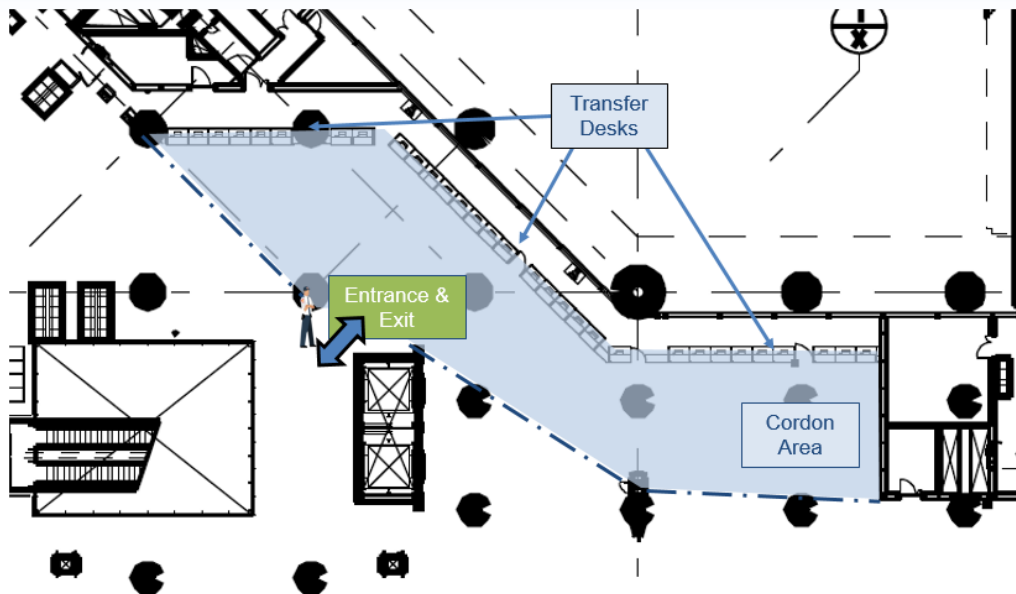 I
X
Transfer
Desks
Entrance &
Exit
Cordon
Area